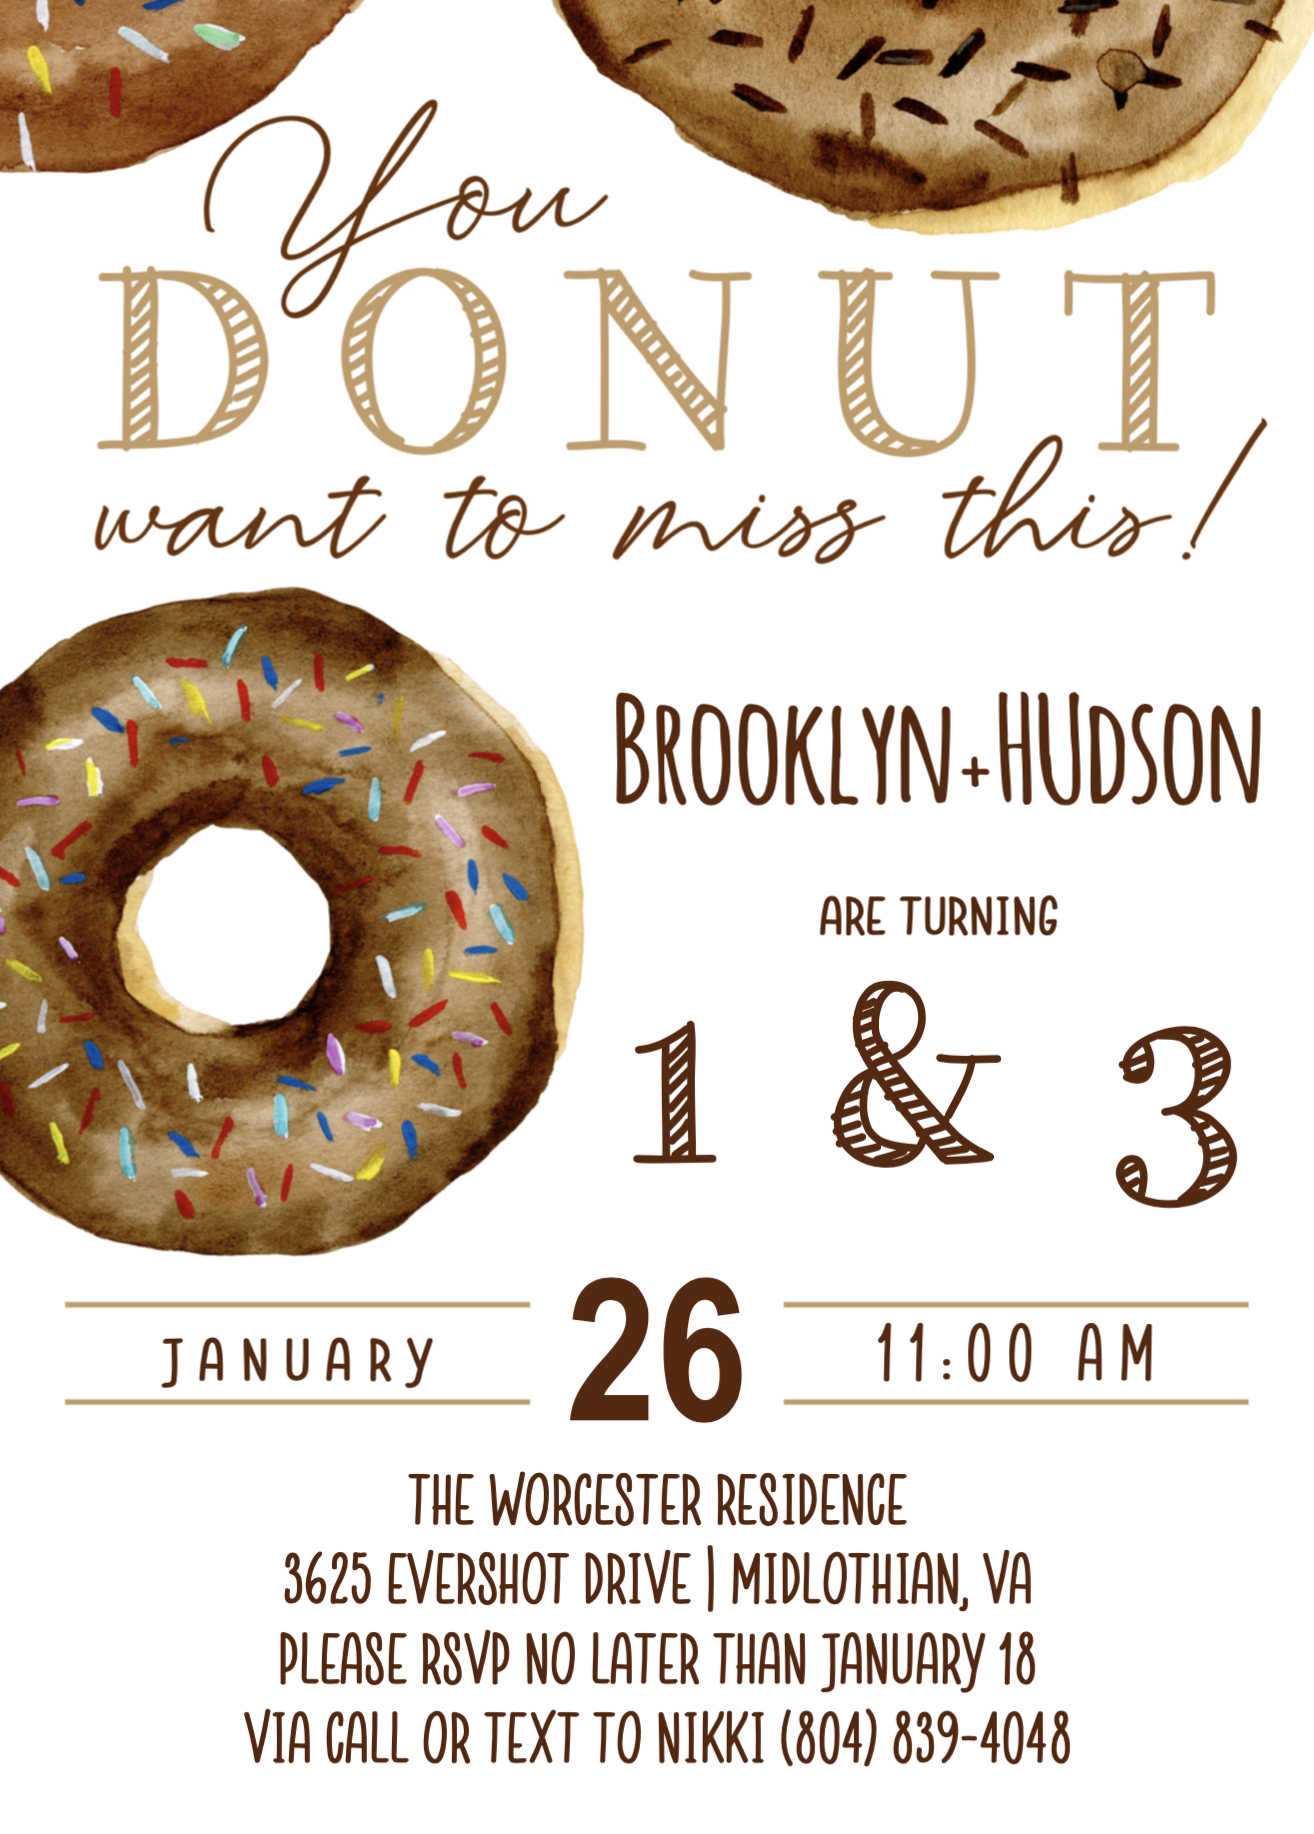 You
DONUT
want to miss this!
BROOKLYN+HUDSON
ARE TURNING
1 & 3
JANUARY 26 11:00 AM
THE WORCESTER RESIDENCE
3625 EVERSHOT DRIVE | MIDLOTHIAN, VA
PLEASE RSVP NO LATER THAN JANUARY 18
VIA CALL OR TEXT TO NIKKI (804) 839-4048